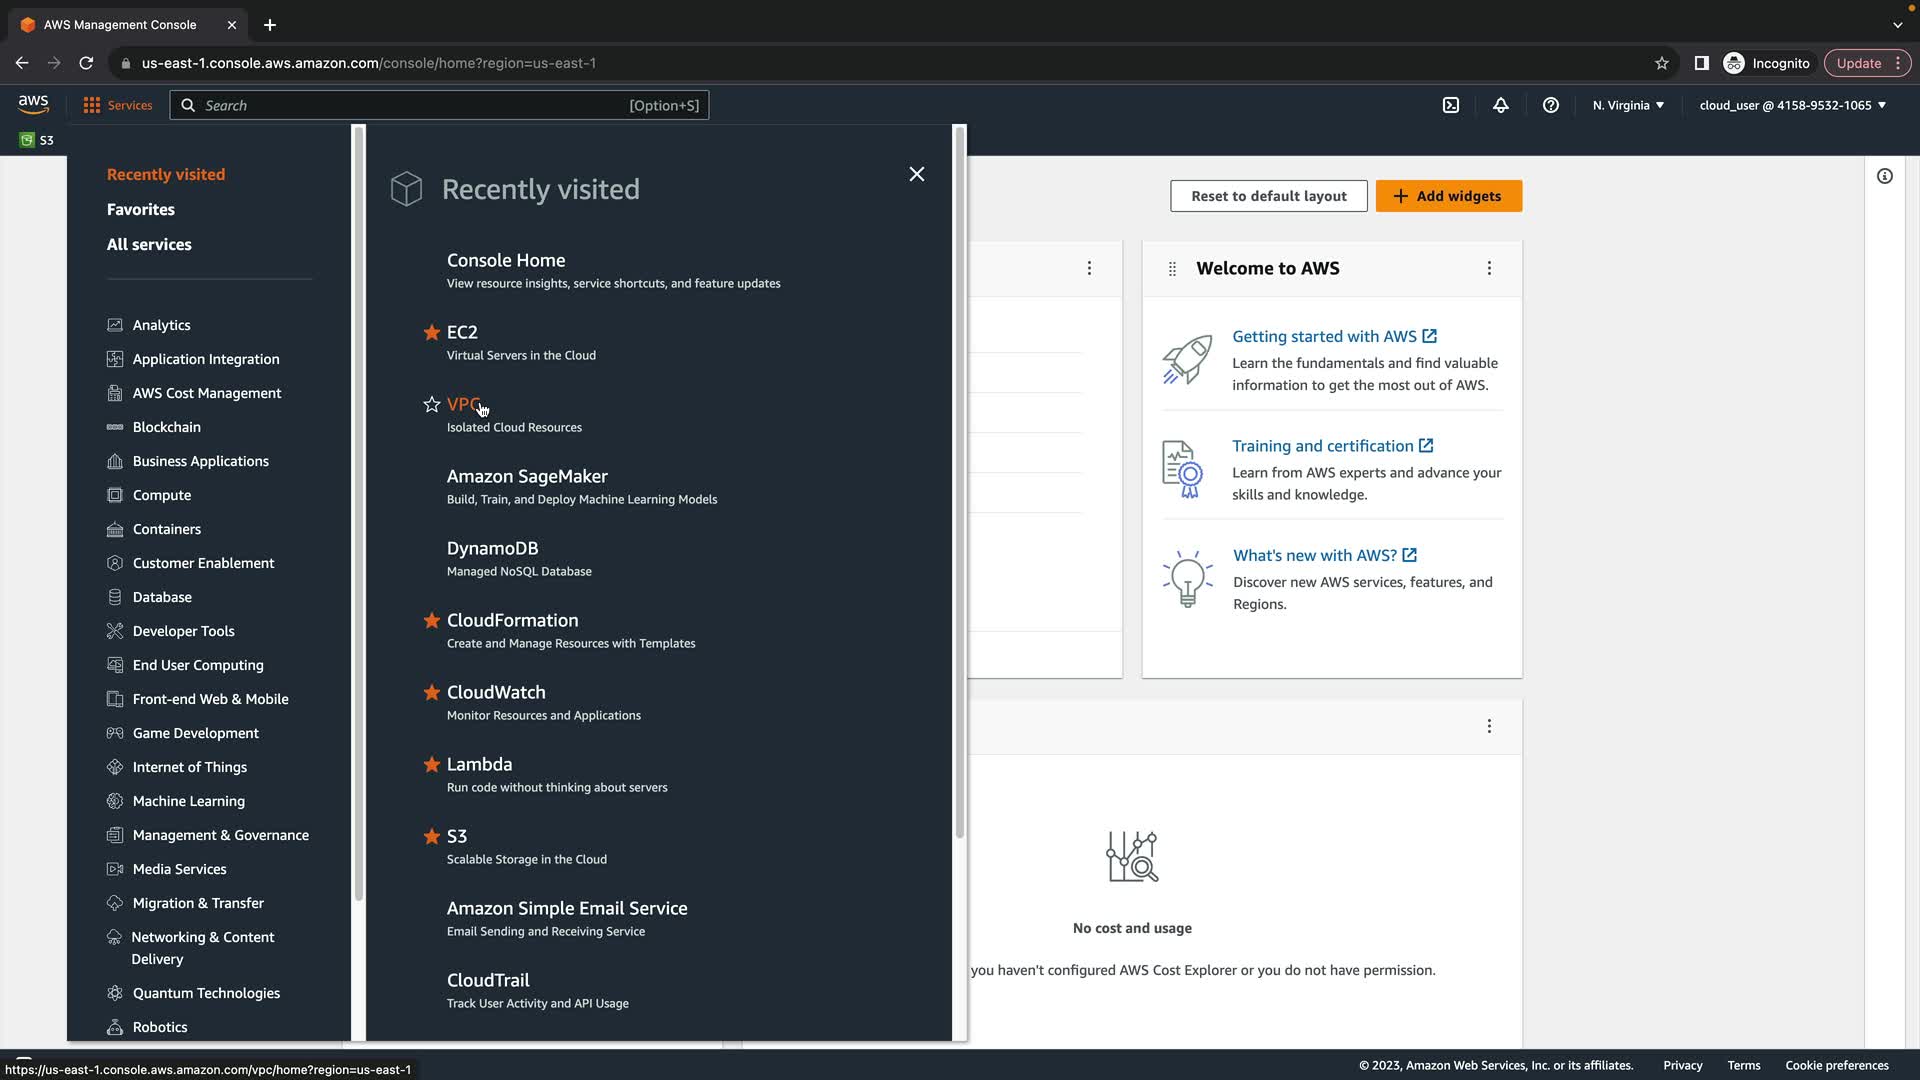 AWS Management Console
us-east-1.console.aws.amazon.com/console/home?region=us-east-1
Incognito
Update
aws
Services
Search
[Option+S]
N. Virginia
cloud_user @ 4158-9532-1065
S3
Recently visited
Favorites
All services
Analytics
Application Integration
AWS Cost Management
Blockchain
Business Applications
Compute
Containers
Customer Enablement
Database
Developer Tools
End User Computing
Front-end Web & Mobile
Game Development
Internet of Things
Machine Learning
Management & Governance
Media Services
Migration & Transfer
Networking & Content
Delivery
Quantum Technologies
Robotics
Recently visited
Console Home
View resource insights, service shortcuts, and feature updates
EC2
Virtual Servers in the Cloud
VPC
Isolated Cloud Resources
Amazon SageMaker
Build, Train, and Deploy Machine Learning Models
DynamoDB
Managed NoSQL Database
CloudFormation
Create and Manage Resources with Templates
CloudWatch
Monitor Resources and Applications
Lambda
Run code without thinking about servers
S3
Scalable Storage in the Cloud
Amazon Simple Email Service
Email Sending and Receiving Service
CloudTrail
Track User Activity and API Usage
Reset to default layout
Add widgets
Welcome to AWS
Getting started with AWS
Learn the fundamentals and find valuable
information to get the most out of AWS.
Training and certification
Learn from AWS experts and advance your
skills and knowledge.
What's new with AWS?
Discover new AWS services, features, and
Regions.
No cost and usage
you haven't configured AWS Cost Explorer or you do not have permission.
https://us-east-1.console.aws.amazon.com/vpc/home?region=us-east-1
© 2023, Amazon Web Services, Inc. or its affiliates.
Privacy
Terms
Cookie preferences